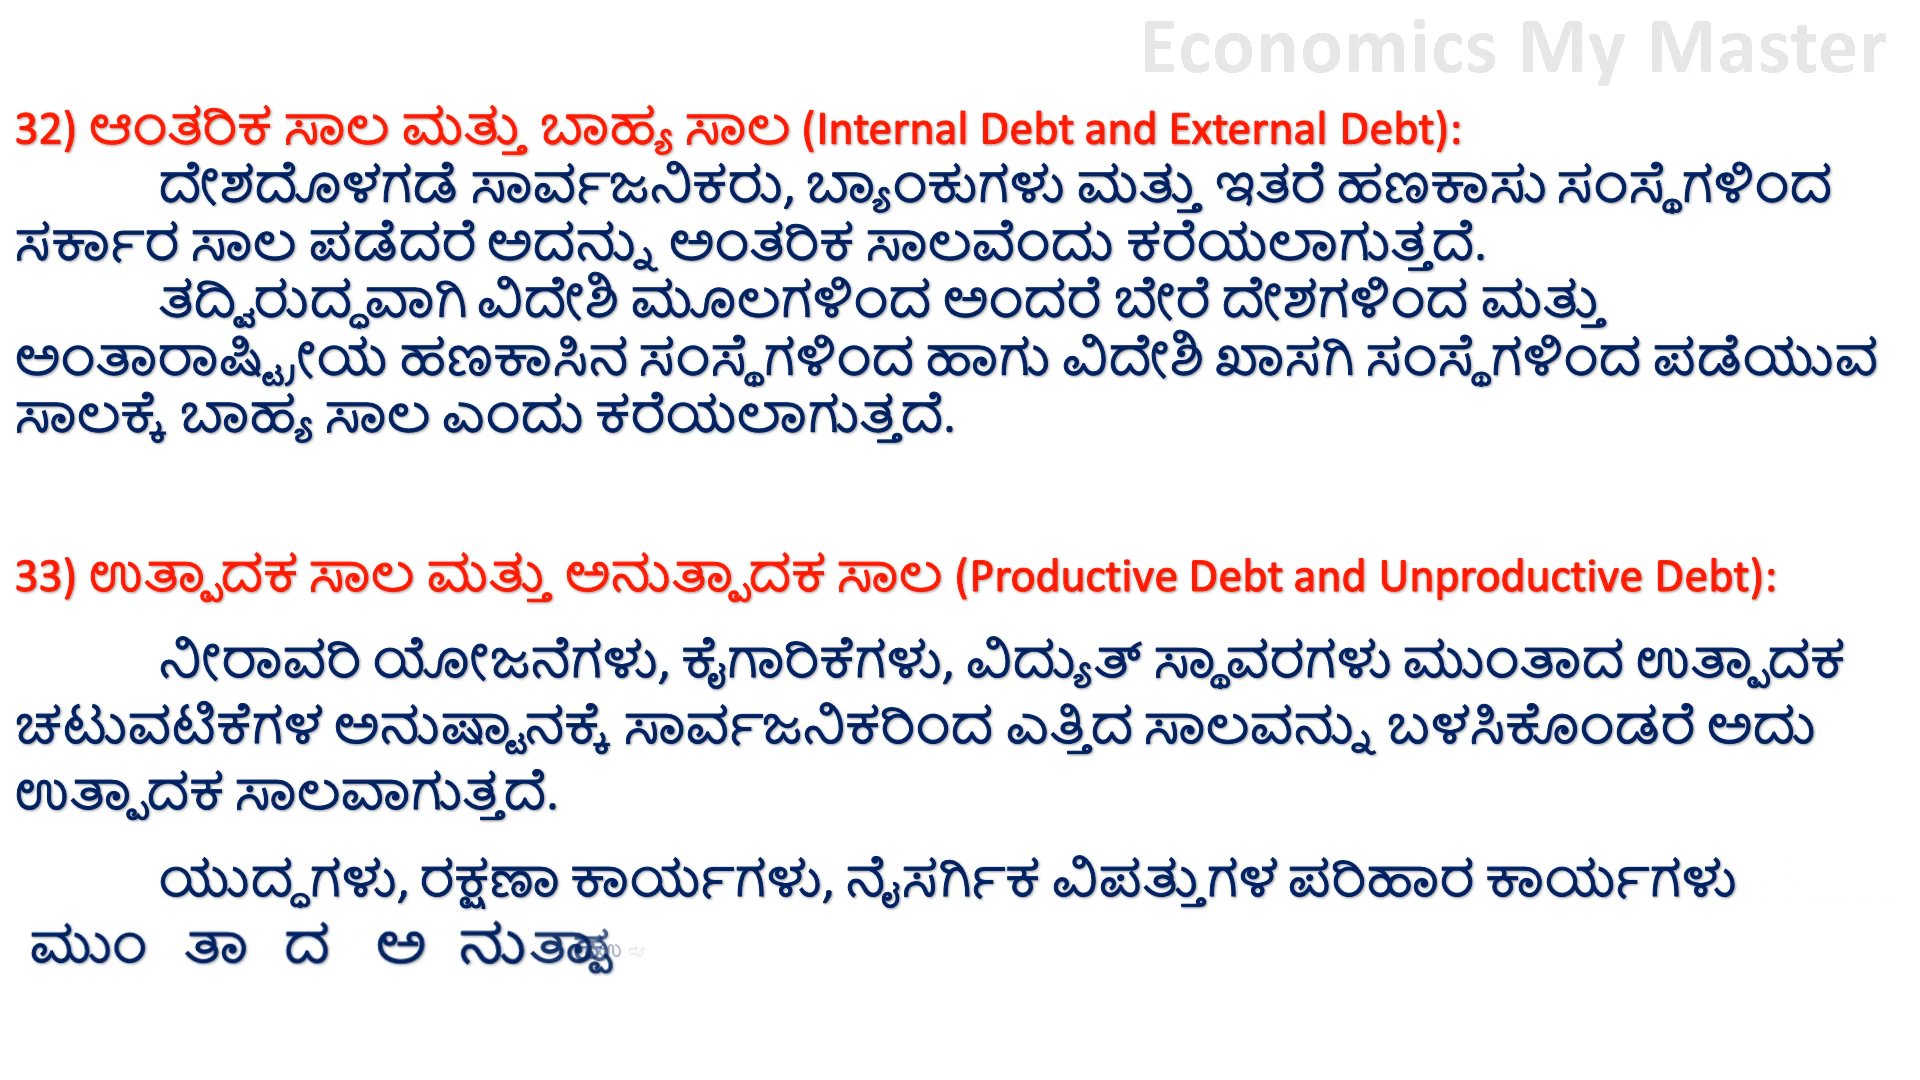 Economics My Master
32) ಆಂತರಿಕ ಸಾಲ ಮತ್ತು ಬಾಹ್ಯ ಸಾಲ (Internal Debt and External Debt):
ದೇಶದೊಳಗಡೆ ಸಾರ್ವಜನಿಕರು, ಬ್ಯಾಂಕುಗಳು ಮತ್ತು ಇತರೆ ಹಣಕಾಸು ಸಂಸ್ಥೆಗಳಿಂದ
ಸರ್ಕಾರ ಸಾಲ ಪಡೆದರೆ ಅದನ್ನು ಅಂತರಿಕ ಸಾಲವೆಂದು ಕರೆಯಲಾಗುತ್ತದೆ.
ತದ್ವಿರುದ್ಧವಾಗಿ ವಿದೇಶಿ ಮೂಲಗಳಿಂದ ಅಂದರೆ ಬೇರೆ ದೇಶಗಳಿಂದ ಮತ್ತು
ಅಂತಾರಾಷ್ಟ್ರೀಯ ಹಣಕಾಸಿನ ಸಂಸ್ಥೆಗಳಿಂದ ಹಾಗು ವಿದೇಶಿ ಖಾಸಗಿ ಸಂಸ್ಥೆಗಳಿಂದ ಪಡೆಯುವ
ಸಾಲಕ್ಕೆ ಬಾಹ್ಯ ಸಾಲ ಎಂದು ಕರೆಯಲಾಗುತ್ತದೆ.
33) ಉತ್ಪಾದಕ ಸಾಲ ಮತ್ತು ಅನುತ್ಪಾದಕ ಸಾಲ (Productive Debt and Unproductive Debt):
ನೀರಾವರಿ ಯೋಜನೆಗಳು, ಕೈಗಾರಿಕೆಗಳು, ವಿದ್ಯುತ್ ಸ್ಥಾವರಗಳು ಮುಂತಾದ ಉತ್ಪಾದಕ
ಚಟುವಟಿಕೆಗಳ ಅನುಷ್ಟಾನಕ್ಕೆ ಸಾರ್ವಜನಿಕರಿಂದ ಎತ್ತಿದ ಸಾಲವನ್ನು ಬಳಸಿಕೊಂಡರೆ ಅದು
ಉತ್ಪಾದಕ ಸಾಲವಾಗುತ್ತದೆ.
ಯುದ್ಧಗಳು, ರಕ್ಷಣಾ ಕಾರ್ಯಗಳು, ನೈಸರ್ಗಿಕ ವಿಪತ್ತುಗಳ ಪರಿಹಾರ ಕಾರ್ಯಗಳು
ಮುಂತಾದ